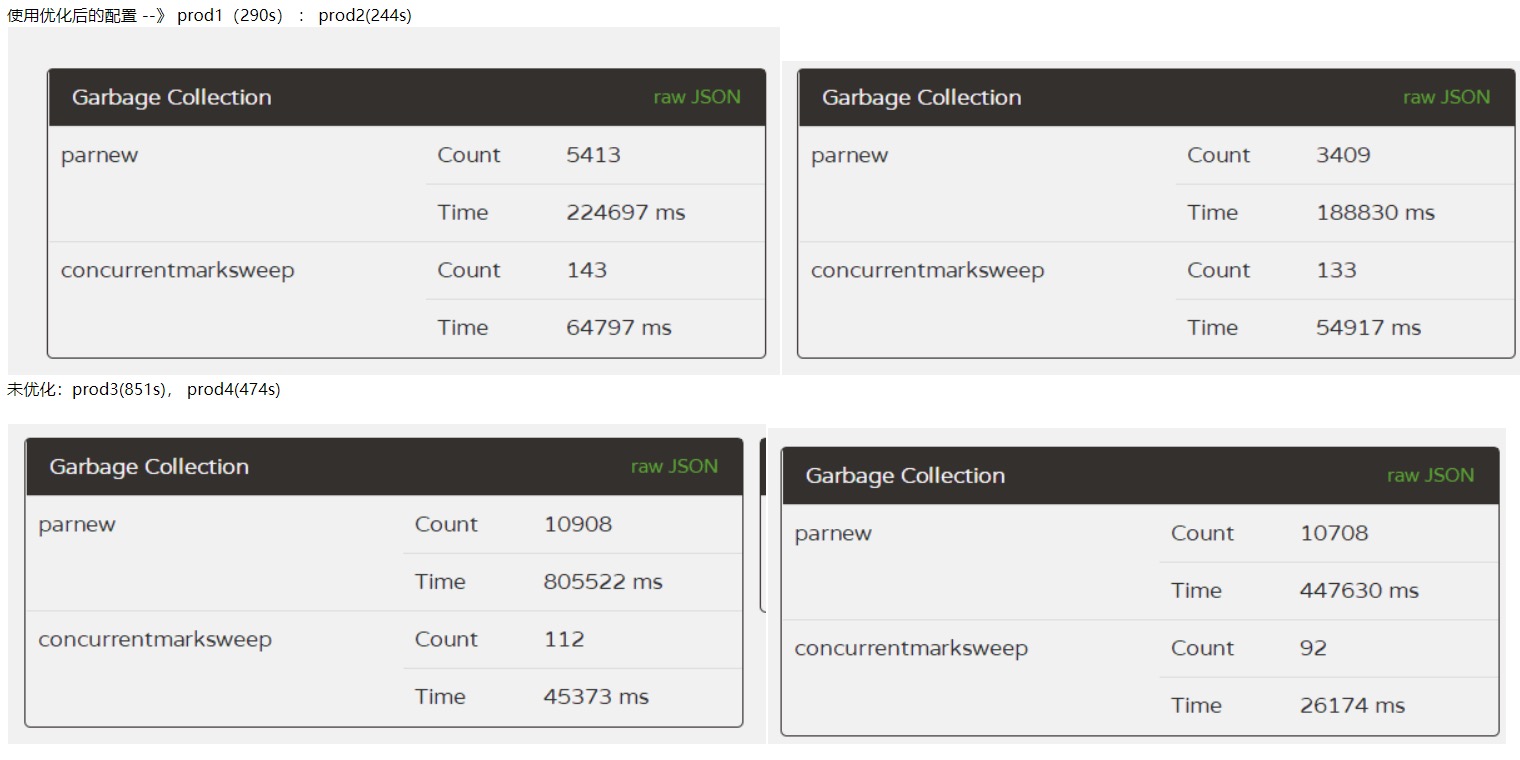 使用优化后的配置 --》 prod1（290s） ： prod2(244s)
Garbage Collection raw JSON
parnew Count 5413
Time 224697 ms
concurrentmarksweep Count 143
Time 64797 ms
Garbage Collection raw JSON
parnew Count 3409
Time 188830 ms
concurrentmarksweep Count 133
Time 54917 ms
未优化：prod3(851s)， prod4(474s)
Garbage Collection raw JSON
parnew Count 10908
Time 805522 ms
concurrentmarksweep Count 112
Time 45373 ms
Garbage Collection raw JSON
parnew Count 10708
Time 447630 ms
concurrentmarksweep Count 92
Time 26174 ms